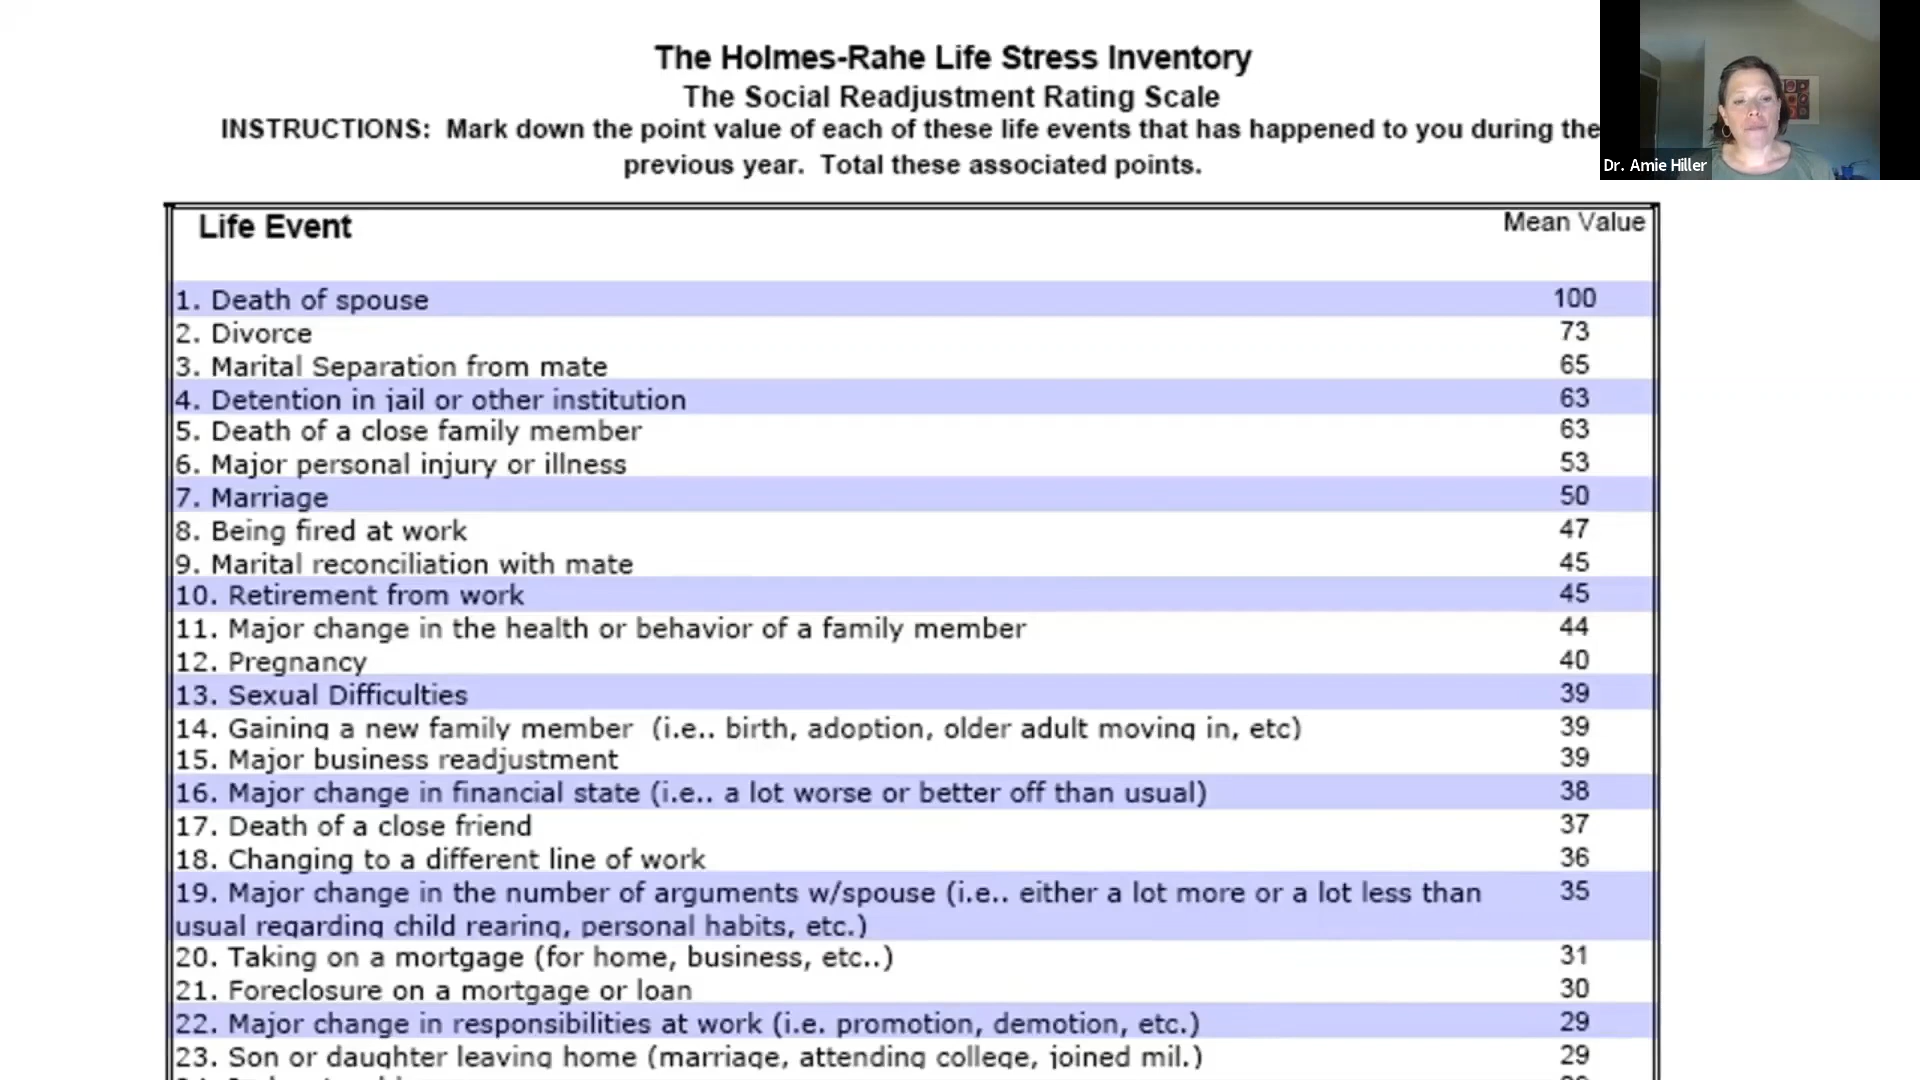 The Holmes-Rahe Life Stress Inventory
The Social Readjustment Rating Scale
INSTRUCTIONS: Mark down the point value of each of these life events that has happened to you during the
previous year. Total these associated points.
Dr. Amie Hiller
Life Event Mean Value
1. Death of spouse 100
2. Divorce 73
3. Marital Separation from mate 65
4. Detention in jail or other institution 63
5. Death of a close family member 63
6. Major personal injury or illness 53
7. Marriage 50
8. Being fired at work 47
9. Marital reconciliation with mate 45
10. Retirement from work 45
11. Major change in the health or behavior of a family member 44
12. Pregnancy 40
13. Sexual Difficulties 39
14. Gaining a new family member (i.e.. birth, adoption, older adult moving in, etc) 39
15. Major business readjustment 39
16. Major change in financial state (i.e.. a lot worse or better off than usual) 38
17. Death of a close friend 37
18. Changing to a different line of work 36
19. Major change in the number of arguments w/spouse (i.e.. either a lot more or a lot less than 35
usual regarding child rearing, personal habits, etc.)
20. Taking on a mortgage (for home, business, etc..) 31
21. Foreclosure on a mortgage or loan 30
22. Major change in responsibilities at work (i.e. promotion, demotion, etc.) 29
23. Son or daughter leaving home (marriage, attending college, joined mil.) 29